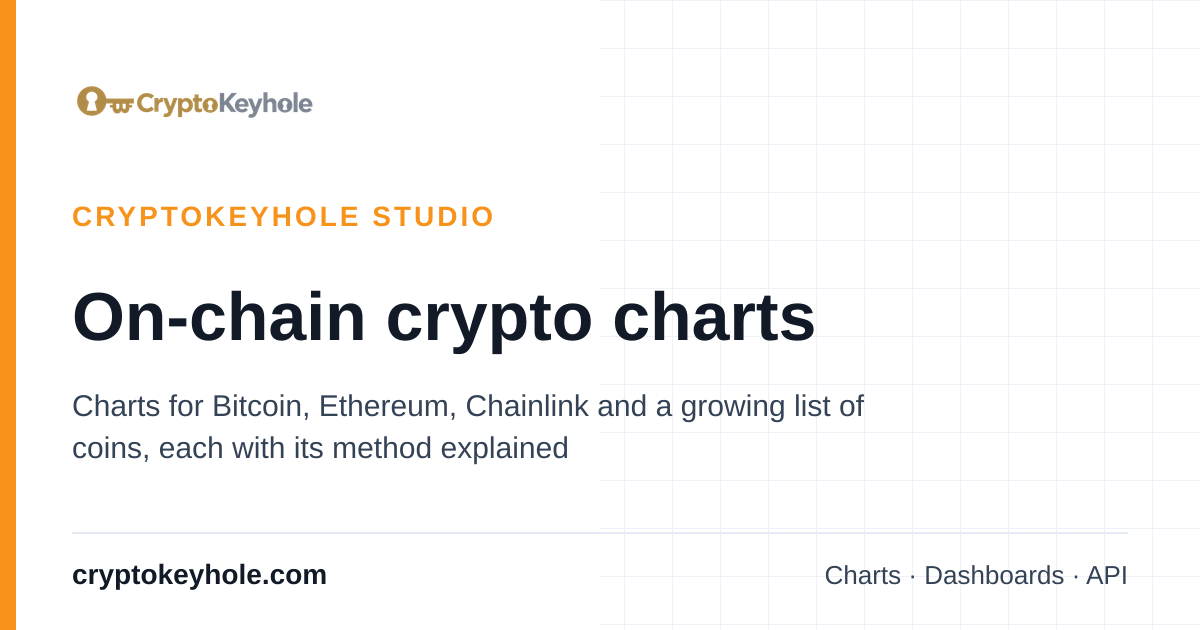 CryptoKeyhole
CRYPTOKEYHOLE STUDIO
On-chain crypto charts
Charts for Bitcoin, Ethereum, Chainlink and a growing list of
coins, each with its method explained
cryptokeyhole.com
Charts · Dashboards · API